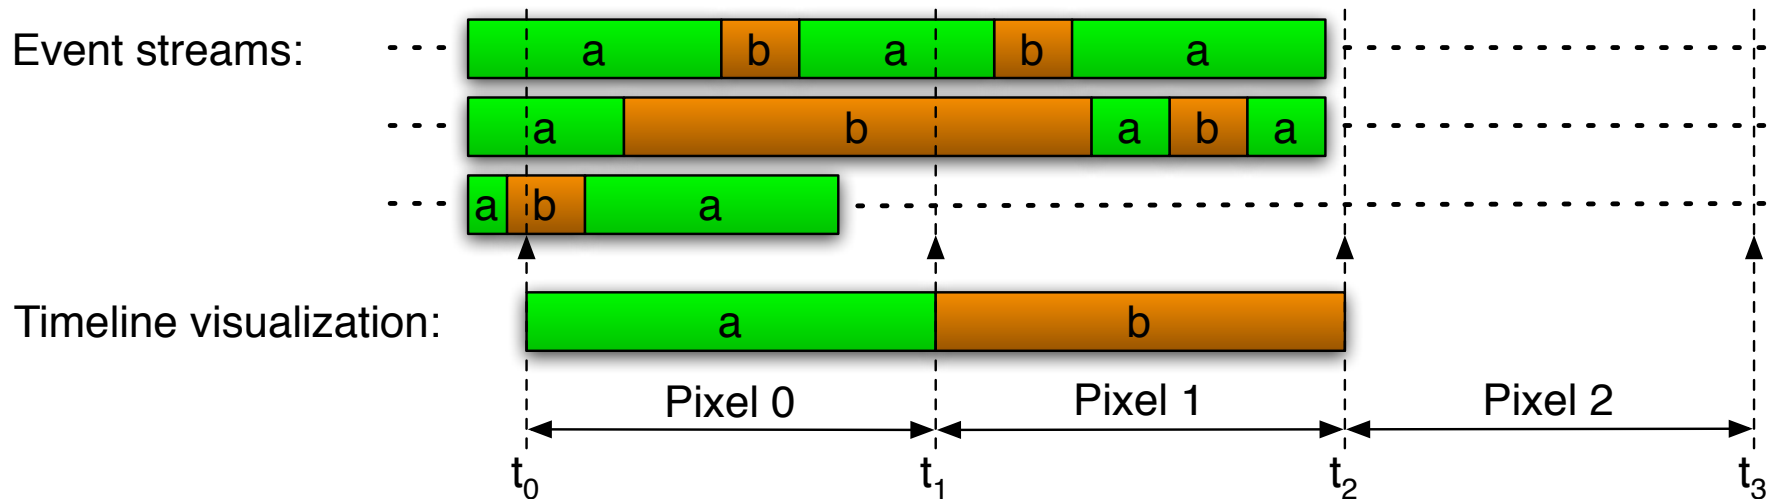 Event streams: a b a b a
a b a b a
a b a
Timeline visualization: a b
Pixel 0 Pixel 1 Pixel 2
t0 t1 t2 t3